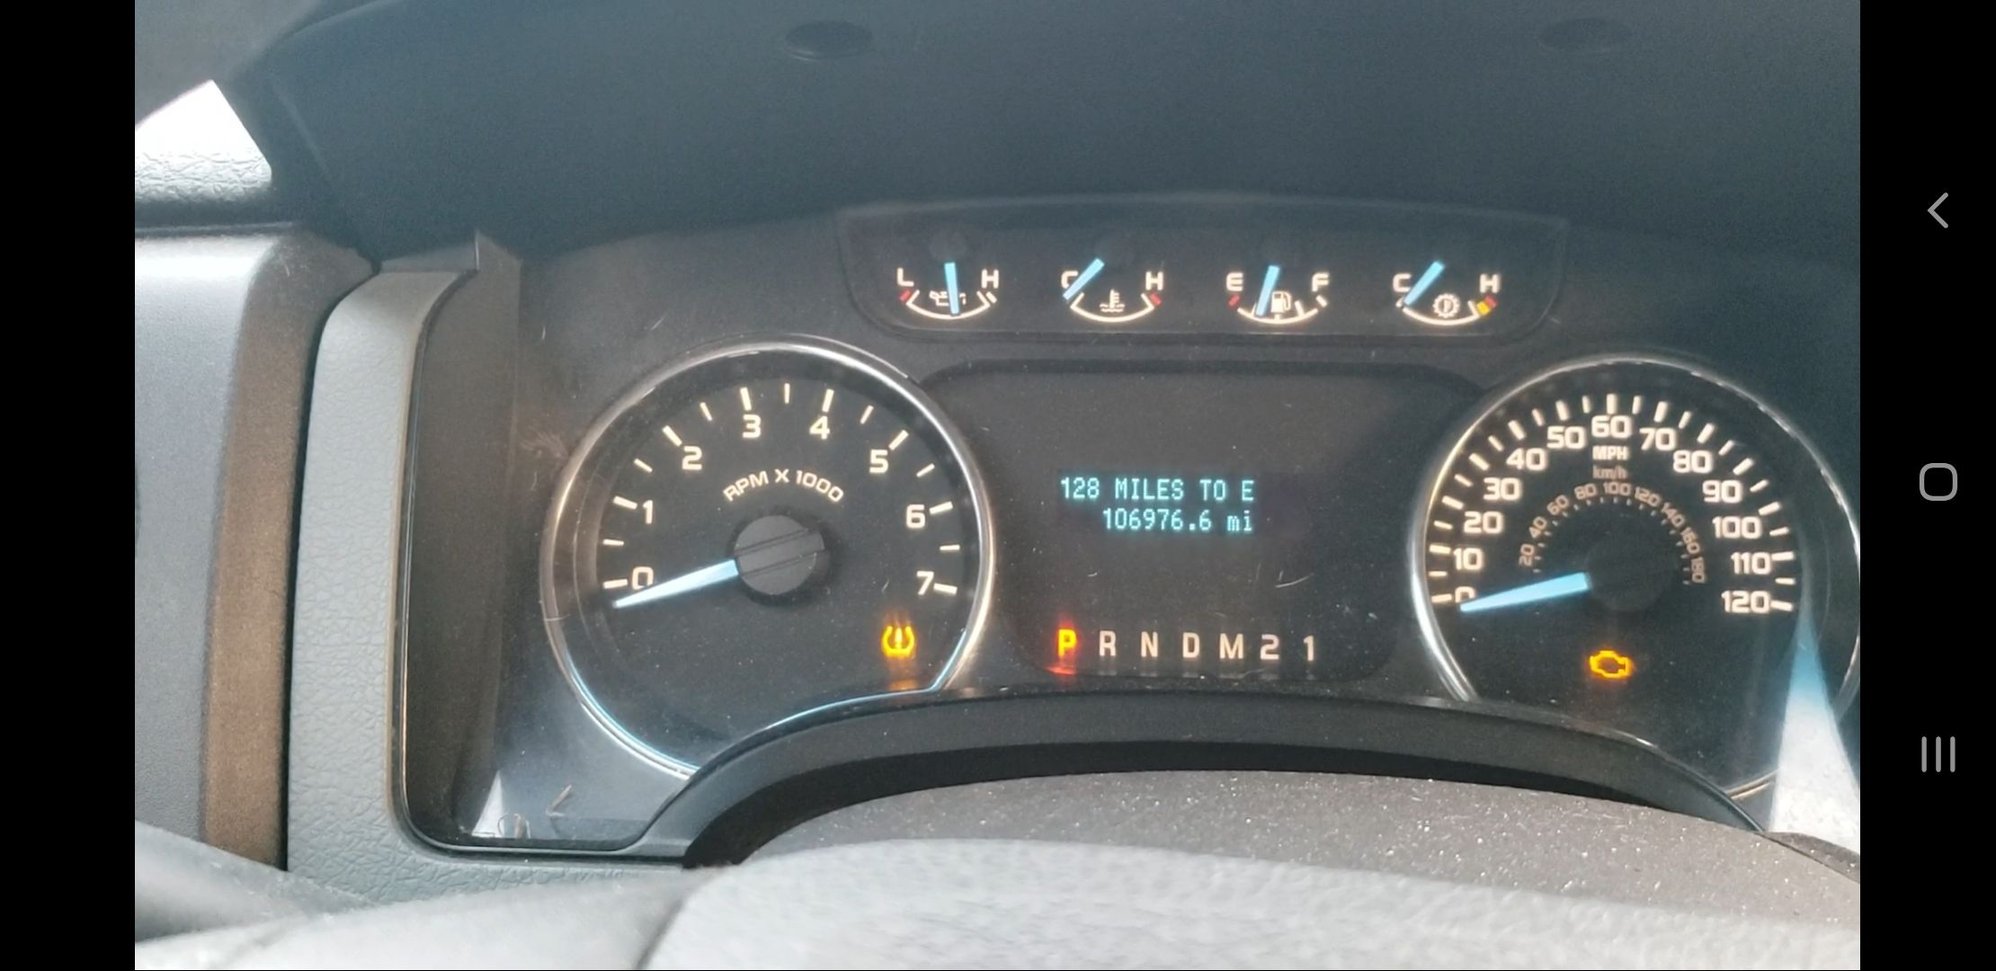 L H
C H
E F
C H
0 1 2 3 4 5 6 7
RPM X 1000
128 MILES TO E
106976.6 mi
P R N D M 2 1
0 10 20 30 40 50 60 70 80 90 100 110 120
MPH
km/h
20 40 60 80 100 120 140 160 180